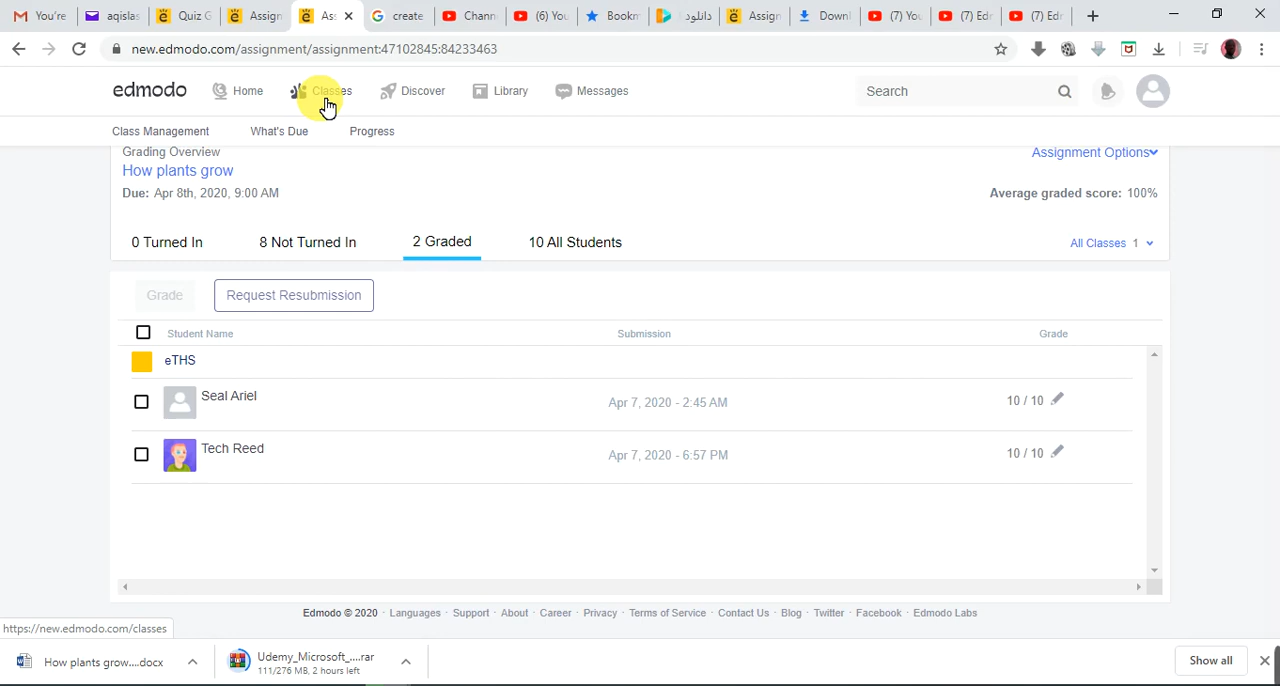 You're
aqislas
Quiz G
Assign
As
create
Chann
(6) You
Bookm
دانلود
Assign
Downl
(7) You
(7) Edr
(7) Edr
new.edmodo.com/assignment/assignment:47102845:84233463
edmodo
Home
Classes
Discover
Library
Messages
Search
Class Management
What's Due
Progress
Grading Overview
Assignment Options
How plants grow
Due: Apr 8th, 2020, 9:00 AM
Average graded score: 100%
0 Turned In
8 Not Turned In
2 Graded
10 All Students
All Classes 1
Grade
Request Resubmission
Student Name
Submission
Grade
eTHS
Seal Ariel
Apr 7, 2020 - 2:45 AM
10 / 10
Tech Reed
Apr 7, 2020 - 6:57 PM
10 / 10
Edmodo © 2020 · Languages · Support · About · Career · Privacy · Terms of Service · Contact Us · Blog · Twitter · Facebook · Edmodo Labs
https://new.edmodo.com/classes
How plants grow....docx
Udemy_Microsoft_....rar
111/276 MB, 2 hours left
Show all